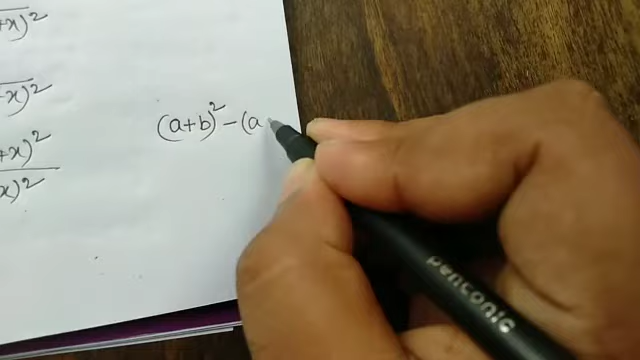 +x)²
+x)²
(a+b)² - (a
+x)²
x)²
penconic